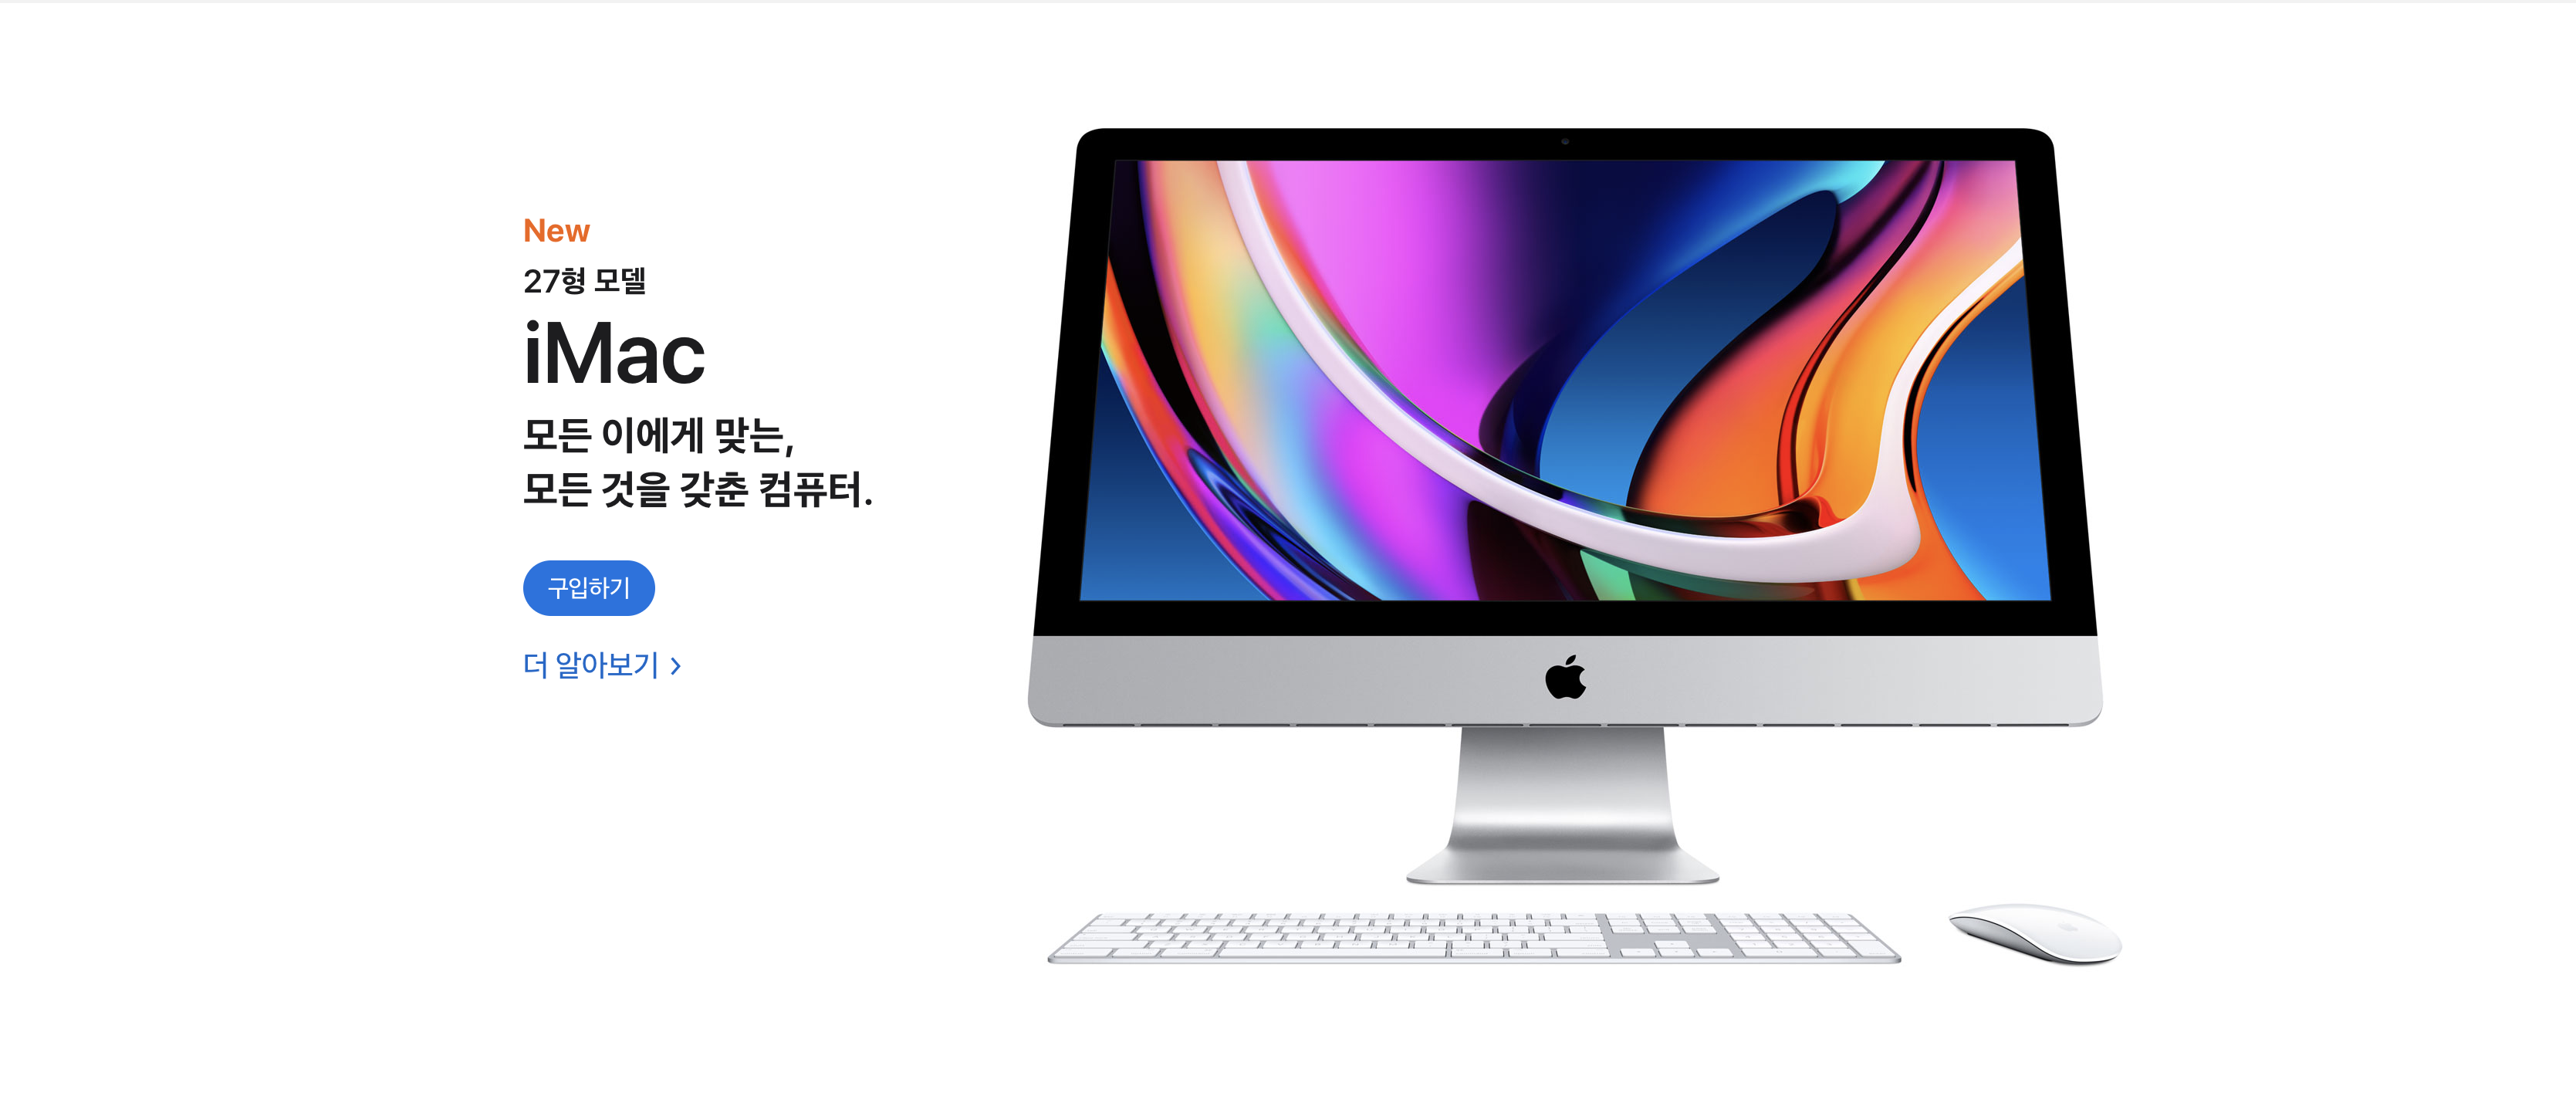 New
27형 모델
iMac
모든 이에게 맞는,
모든 것을 갖춘 컴퓨터.
구입하기
더 알아보기 >